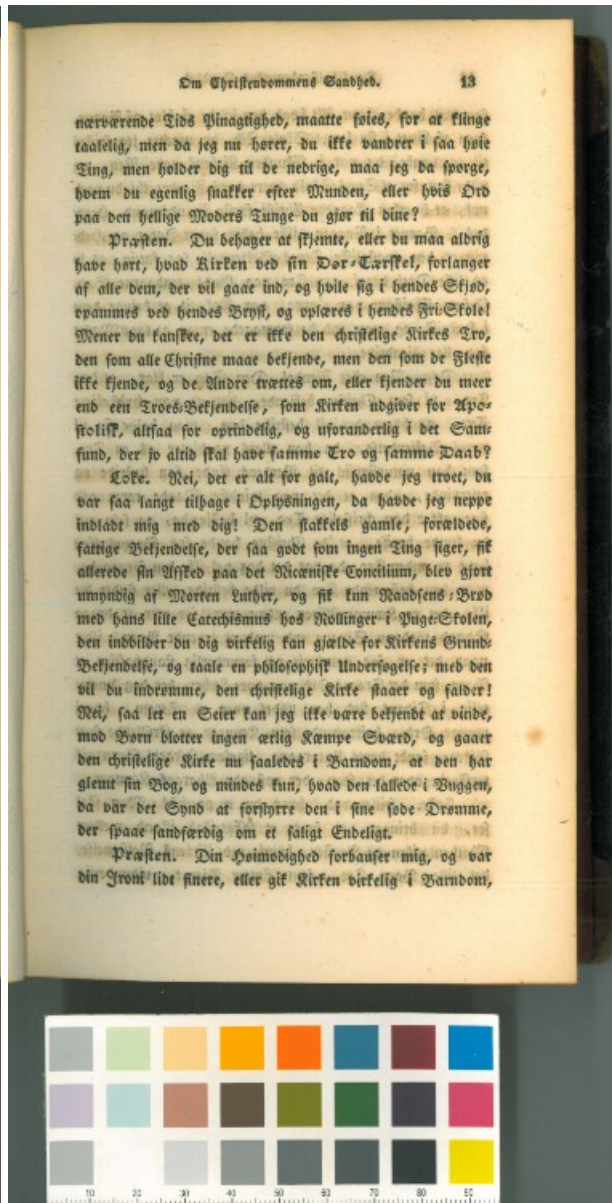 Om Christendommens Sandhed. 13
nærværende Tids Pinagtighed, maatte føies, for at klinge
taalelig, men da jeg nu hører, du ikke vandrer i saa høie
Ting, men holder dig til de nedrige, maa jeg da spørge,
hvem du egenlig snakker efter Munden, eller hvis Ord
paa den hellige Moders Tunge du gjør til dine?
Præsten. Du behager at skjemte, eller du maa aldrig
have hørt, hvad Kirken ved sin Dør-Tærskel, forlanger
af alle dem, der vil gaae ind, og hvile sig i hendes Skjød,
opammes ved hendes Bryst, og oplæres i hendes Fri-Skole!
Mener du kanskee, det er ikke den christelige Kirkes Tro,
den som alle Christne maae bekjende, men den som de Fleste
ikke kjende, og de Andre trættes om, eller kjender du meer
end een Troes-Bekjendelse, som Kirken udgiver for Apo-
stolisk, altsaa for oprindelig, og uforanderlig i det Sam-
fund, der jo altid skal have samme Tro og samme Daab?
Coke. Nei, det er alt for galt, havde jeg troet, du
var saa langt tilbage i Oplysningen, da havde jeg neppe
indladt mig med dig! Den stakkels gamle, forældede,
fattige Bekjendelse, der saa godt som ingen Ting siger, fik
allerede sin Afsked paa det Nicæniske Concilium, blev gjort
umyndig af Morten Luther, og fik kun Naadsens-Brød
med hans lille Catechismus hos Rollinger i Puge-Skolen,
den indbilder du dig virkelig kan gjælde for Kirkens Grund-
Bekjendelse, og taale en philosophisk Undersøgelse; med den
vil du indrømme, den christelige Kirke staaer og falder!
Nei, saa let en Seier kan jeg ikke være bekjendt at vinde,
mod Børn blotter ingen ærlig Kæmpe Sværd, og gaaer
den christelige Kirke nu saaledes i Barndom, at den har
glemt sin Bog, og mindes kun, hvad den lallede i Vuggen,
da var det Synd at forstyrre den i sine søde Drømme,
der spaae sandfærdig om et saligt Endeligt.
Præsten. Din Høimodighed forbauser mig, og var
din Ironi lidt finere, eller gik Kirken virkelig i Barndom,
10 20 30 40 50 60 70 80 90